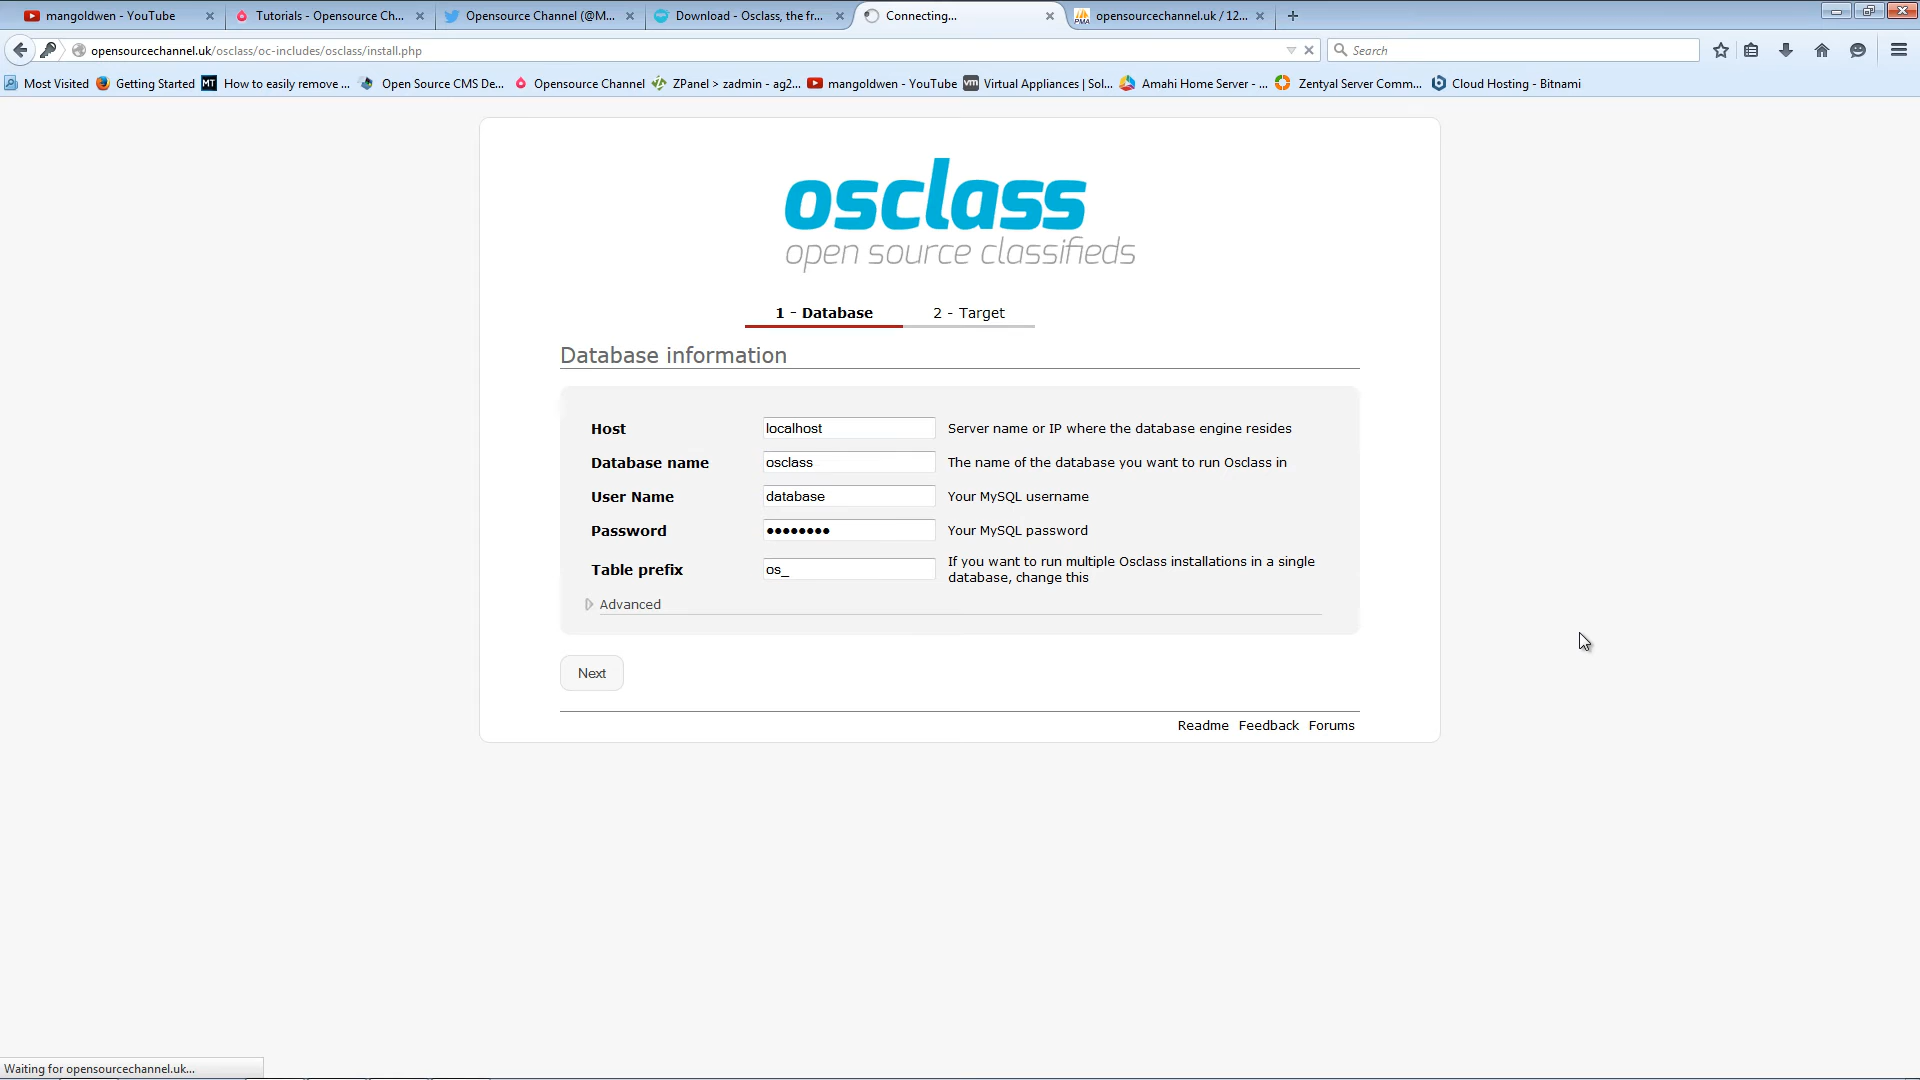 mangoldwen - YouTube
Tutorials - Opensource Ch...
Opensource Channel (@M...
Download - Osclass, the fr...
Connecting...
PMA
opensourcechannel.uk / 12...
opensourcechannel.uk/osclass/oc-includes/osclass/install.php
Search
Most Visited
Getting Started
MT
How to easily remove ...
Open Source CMS De...
Opensource Channel
ZPanel > zadmin - ag2...
mangoldwen - YouTube
vm
Virtual Appliances | Sol...
Amahi Home Server - ...
Zentyal Server Comm...
Cloud Hosting - Bitnami
osclass
open source classifieds
1 - Database
2 - Target
Database information
Host localhost Server name or IP where the database engine resides
Database name osclass The name of the database you want to run Osclass in
User Name database Your MySQL username
Password •••••••• Your MySQL password
Table prefix os_ If you want to run multiple Osclass installations in a single
database, change this
Advanced
Next
Readme Feedback Forums
Waiting for opensourcechannel.uk...